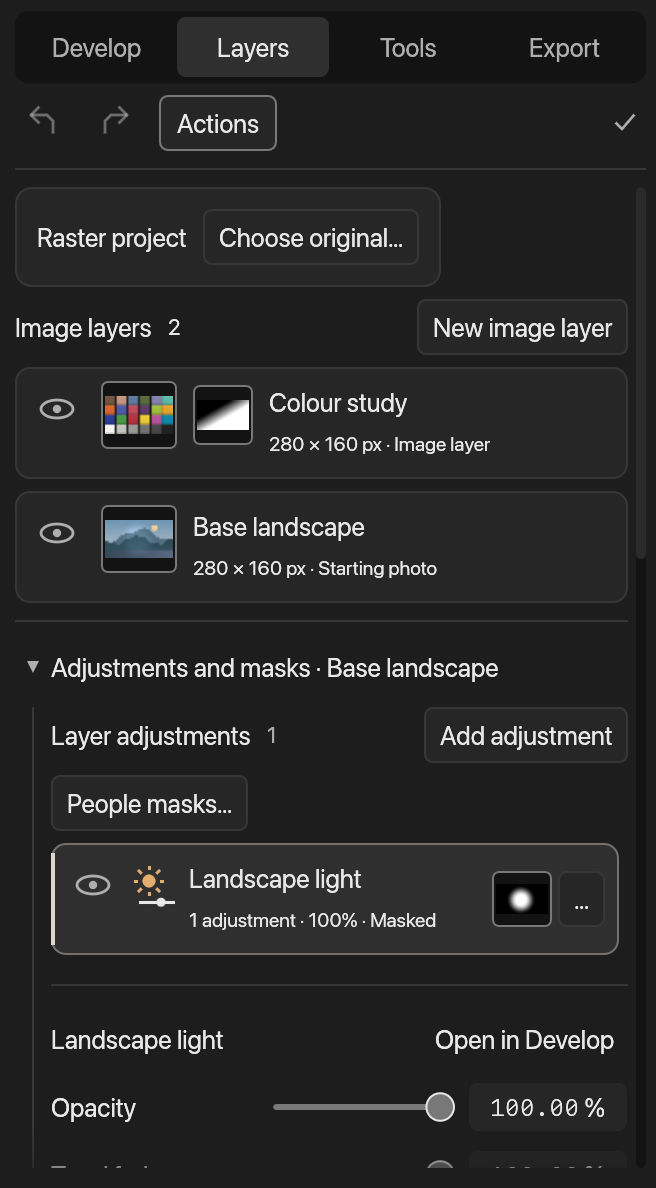 Develop Layers Tools Export
Actions
Raster project Choose original...
Image layers 2 New image layer
Colour study
280 × 160 px · Image layer
Base landscape
280 × 160 px · Starting photo
▼ Adjustments and masks · Base landscape
Layer adjustments 1 Add adjustment
People masks...
Landscape light
1 adjustment · 100% · Masked
...
Landscape light Open in Develop
Opacity 100.00 %